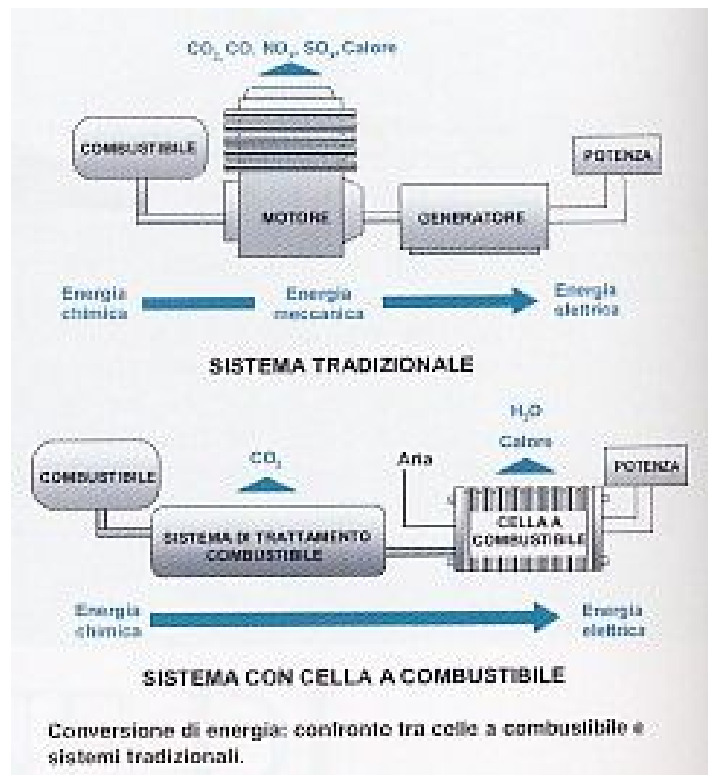 CO₂, CO, NOₓ, SOₓ, Calore
COMBUSTIBILE
POTENZA
MOTORE
GENERATORE
Energia
chimica
Energia
meccanica
Energia
elettrica
SISTEMA TRADIZIONALE
H₂O
Calore
CO₂
Aria
COMBUSTIBILE
POTENZA
SISTEMA DI TRATTAMENTO
COMBUSTIBILE
CELLA A
COMBUSTIBILE
Energia
chimica
Energia
elettrica
SISTEMA CON CELLA A COMBUSTIBILE
Conversione di energia: confronto tra celle a combustibile e
sistemi tradizionali.